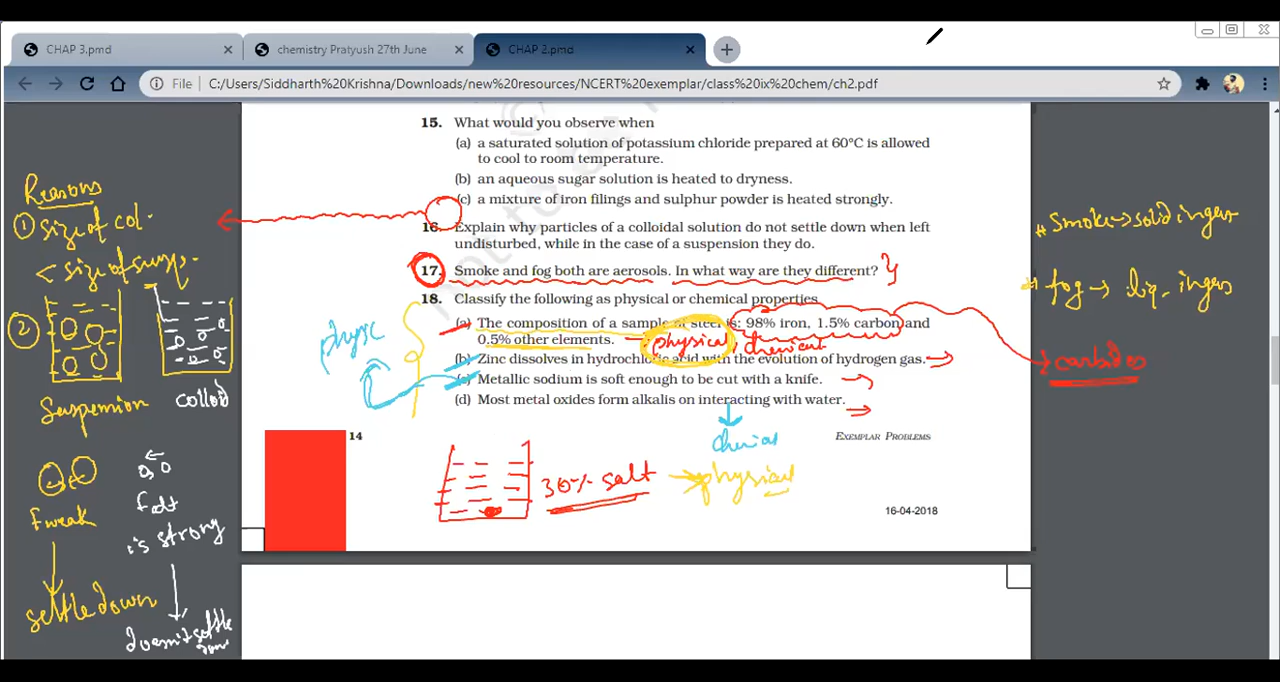 CHAP 3.pmd
chemistry Pratyush 27th June
CHAP 2.pmd
File
C:/Users/Siddharth%20Krishna/Downloads/new%20resources/NCERT%20exemplar/class%20ix%20chem/ch2.pdf
15. What would you observe when
(a) a saturated solution of potassium chloride prepared at 60°C is allowed
to cool to room temperature.
(b) an aqueous sugar solution is heated to dryness.
(c) a mixture of iron filings and sulphur powder is heated strongly.
16. Explain why particles of a colloidal solution do not settle down when left
undisturbed, while in the case of a suspension they do.
17. Smoke and fog both are aerosols. In what way are they different?
18. Classify the following as physical or chemical properties
(a) The composition of a sample of steel is: 98% iron, 1.5% carbon and
0.5% other elements.
(b) Zinc dissolves in hydrochloric acid with the evolution of hydrogen gas.
(c) Metallic sodium is soft enough to be cut with a knife.
(d) Most metal oxides form alkalis on interacting with water.
14
EXEMPLAR PROBLEMS
16-04-2018
Reasons
① size of col.
< size of susp.
②
Suspension
colloid
F weak
is strong
settle down
physical
30% salt
physical
Smoke → solid in gas
fog → liq. in gas
carbides